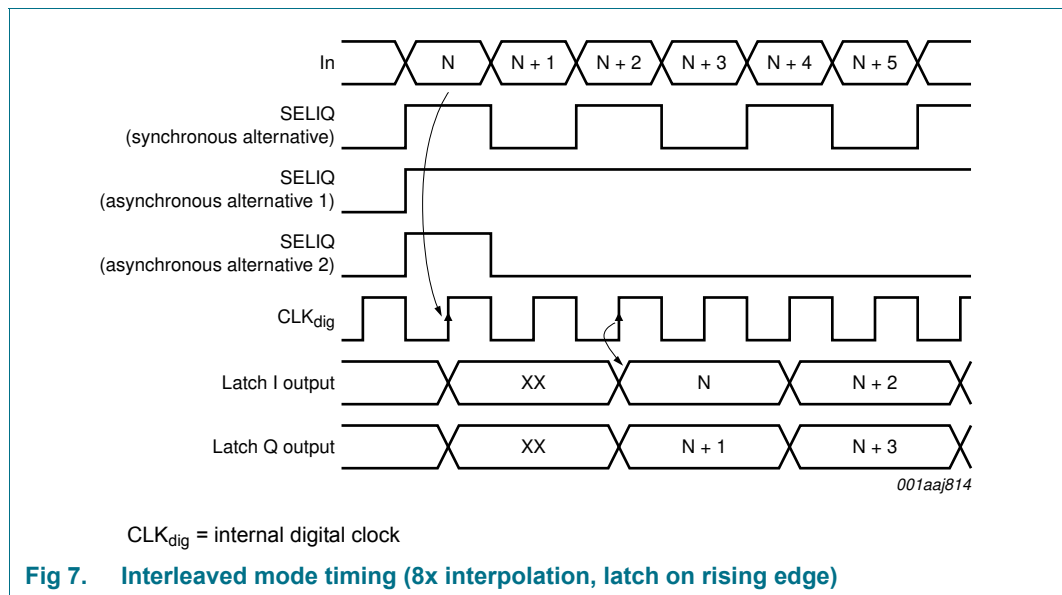 In
N
N + 1
N + 2
N + 3
N + 4
N + 5
SELIQ
(synchronous alternative)
SELIQ
(asynchronous alternative 1)
SELIQ
(asynchronous alternative 2)
CLKdig
Latch I output
XX
N
N + 2
Latch Q output
XX
N + 1
N + 3
001aaj814
CLKdig = internal digital clock
Fig 7. Interleaved mode timing (8x interpolation, latch on rising edge)